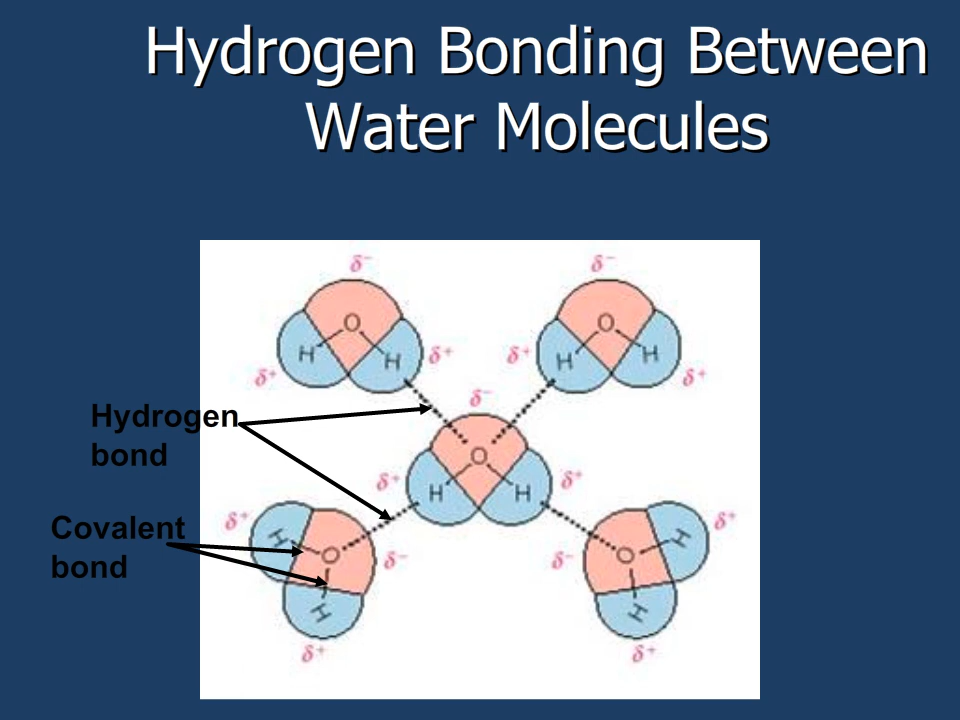 Hydrogen Bonding Between
Water Molecules
δ⁻ δ⁻
O O
H H H H
δ⁺ δ⁺ δ⁺ δ⁺
δ⁻
Hydrogen
bond
O
δ⁺ H H δ⁺
Covalent
bond
δ⁺ H H δ⁺
O δ⁻ δ⁻ O
H H
δ⁺ δ⁺